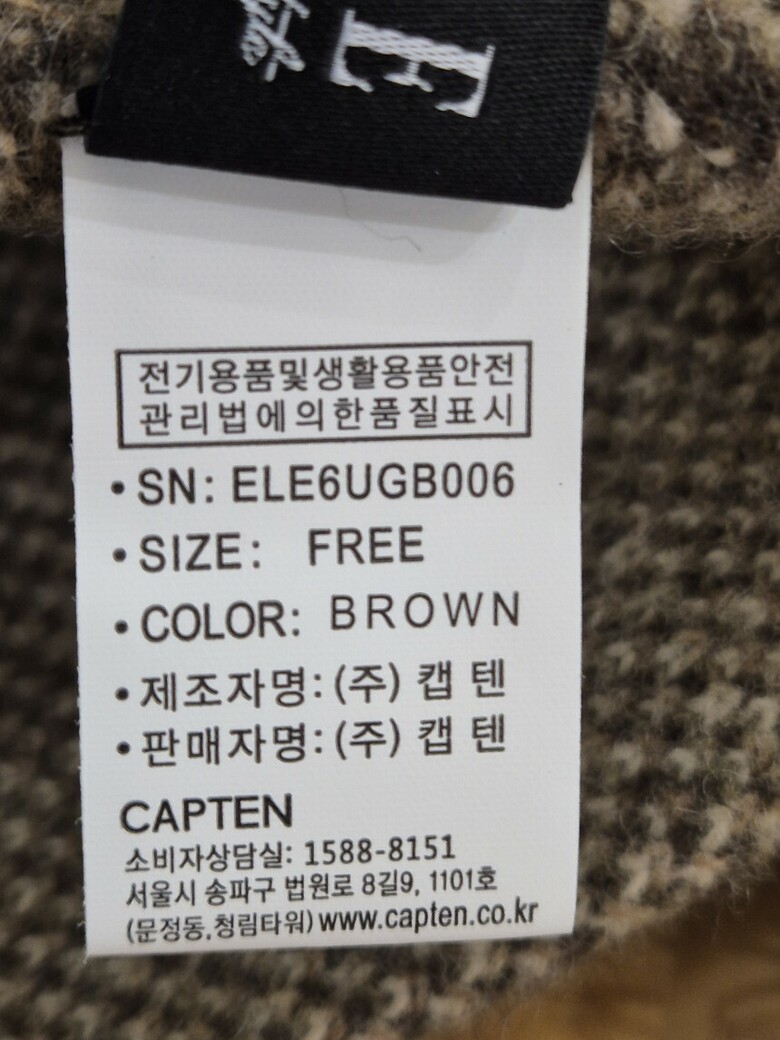 전기용품및생활용품안전
관리법에의한품질표시
• SN: ELE6UGB006
• SIZE: FREE
• COLOR: BROWN
• 제조자명: (주) 캡 텐
• 판매자명: (주) 캡 텐
CAPTEN
소비자상담실: 1588-8151
서울시 송파구 법원로 8길9, 1101호
(문정동,청림타워) www.capten.co.kr